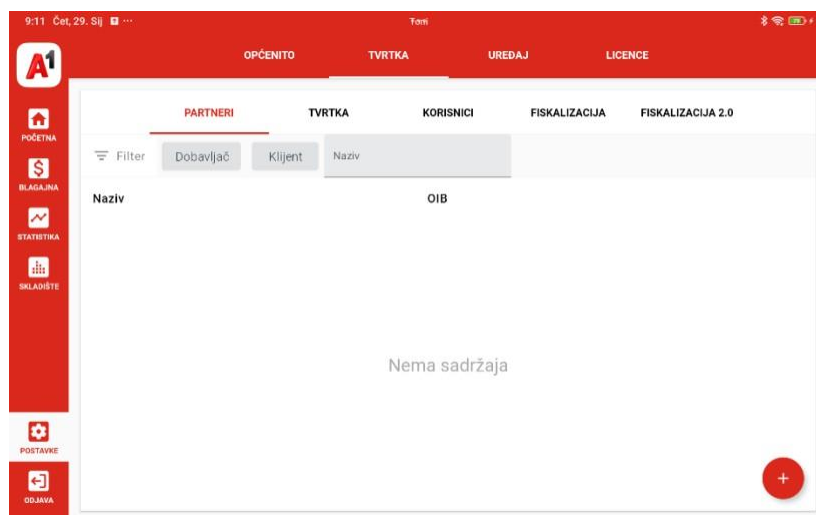 9:11 Čet, 29. Sij ···
Toni
A1
OPĆENITO TVRTKA UREĐAJ LICENCE
PARTNERI TVRTKA KORISNICI FISKALIZACIJA FISKALIZACIJA 2.0
Filter Dobavljač Klijent Naziv
Naziv OIB
Nema sadržaja
POČETNA
BLAGAJNA
STATISTIKA
SKLADIŠTE
POSTAVKE
ODJAVA
+